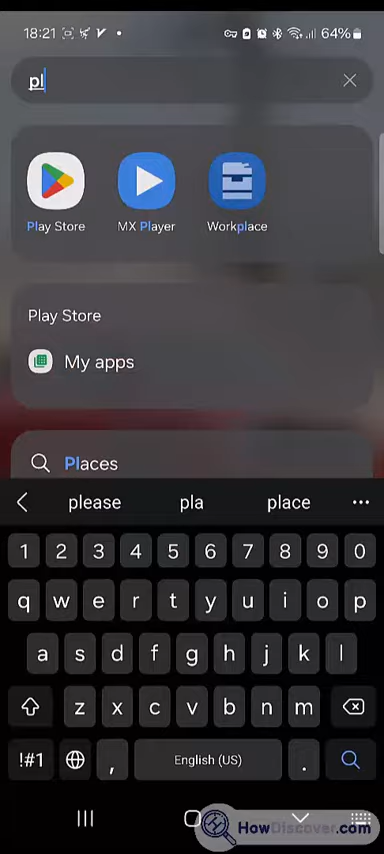 18:21 64%
pl
Play Store MX Player Workplace
Play Store
My apps
Places
please pla place
1 2 3 4 5 6 7 8 9 0
q w e r t y u i o p
a s d f g h j k l
z x c v b n m
!#1 , English (US) .
HowDiscover.com